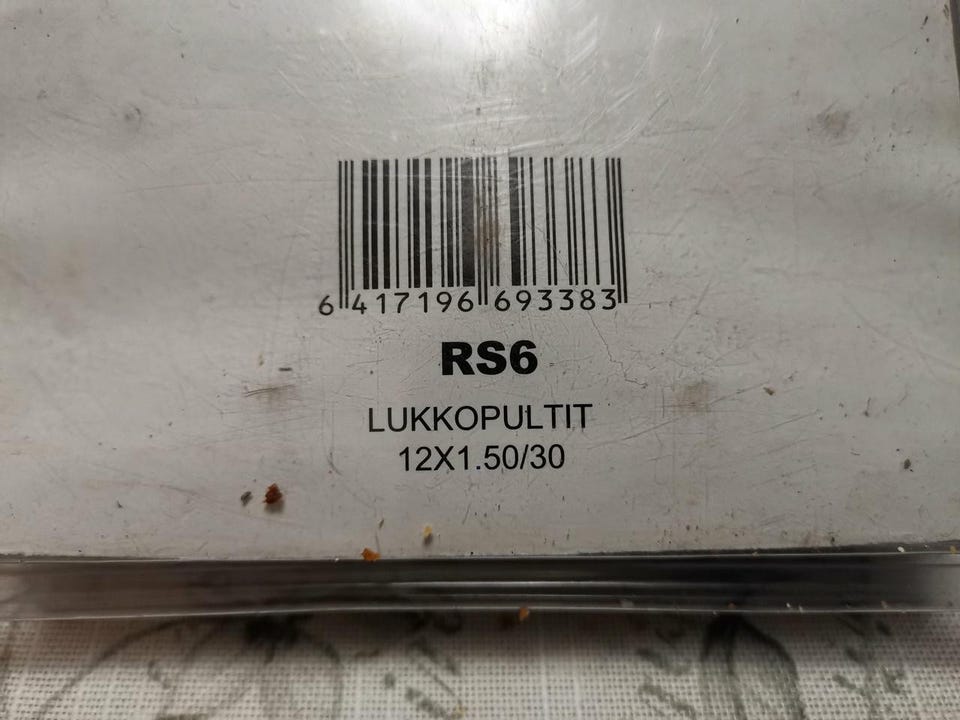 6 417196 693383
RS6
LUKKOPULTIT
12X1.50/30